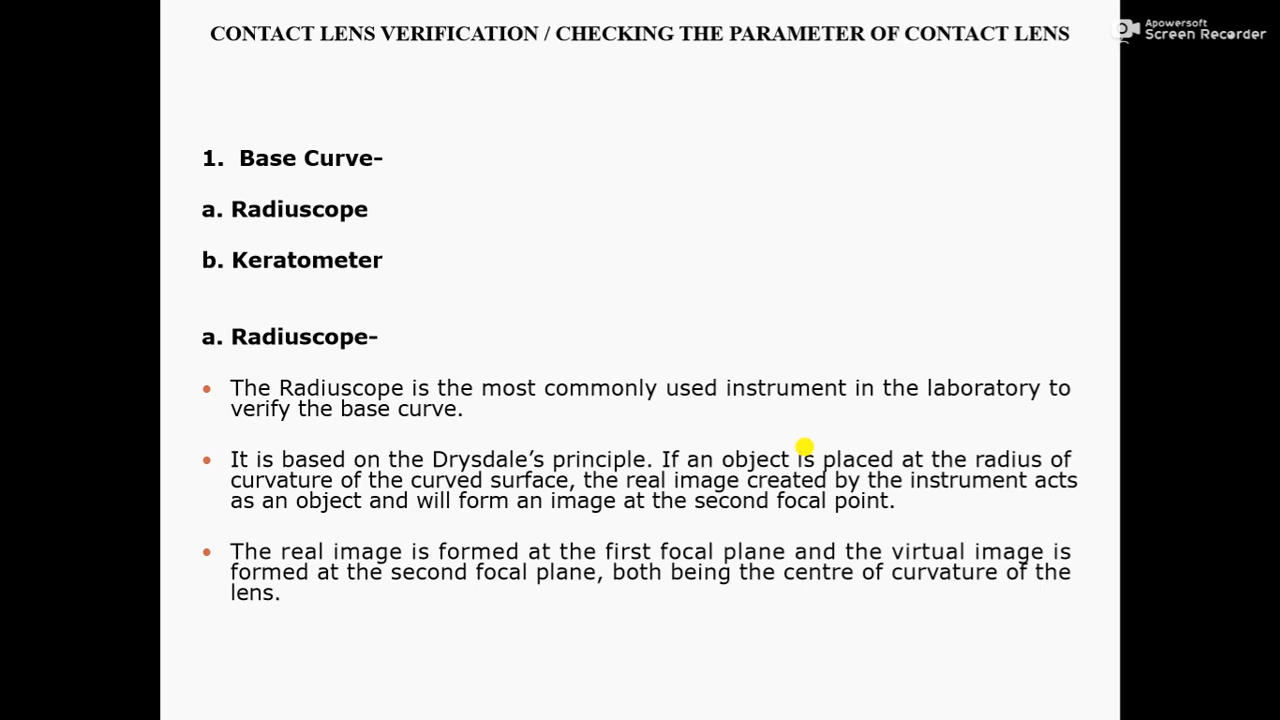 CONTACT LENS VERIFICATION / CHECKING THE PARAMETER OF CONTACT LENS
Apowersoft
Screen Recorder
1. Base Curve-
a. Radiuscope
b. Keratometer
a. Radiuscope-
• The Radiuscope is the most commonly used instrument in the laboratory to
verify the base curve.
• It is based on the Drysdale’s principle. If an object is placed at the radius of
curvature of the curved surface, the real image created by the instrument acts
as an object and will form an image at the second focal point.
• The real image is formed at the first focal plane and the virtual image is
formed at the second focal plane, both being the centre of curvature of the
lens.